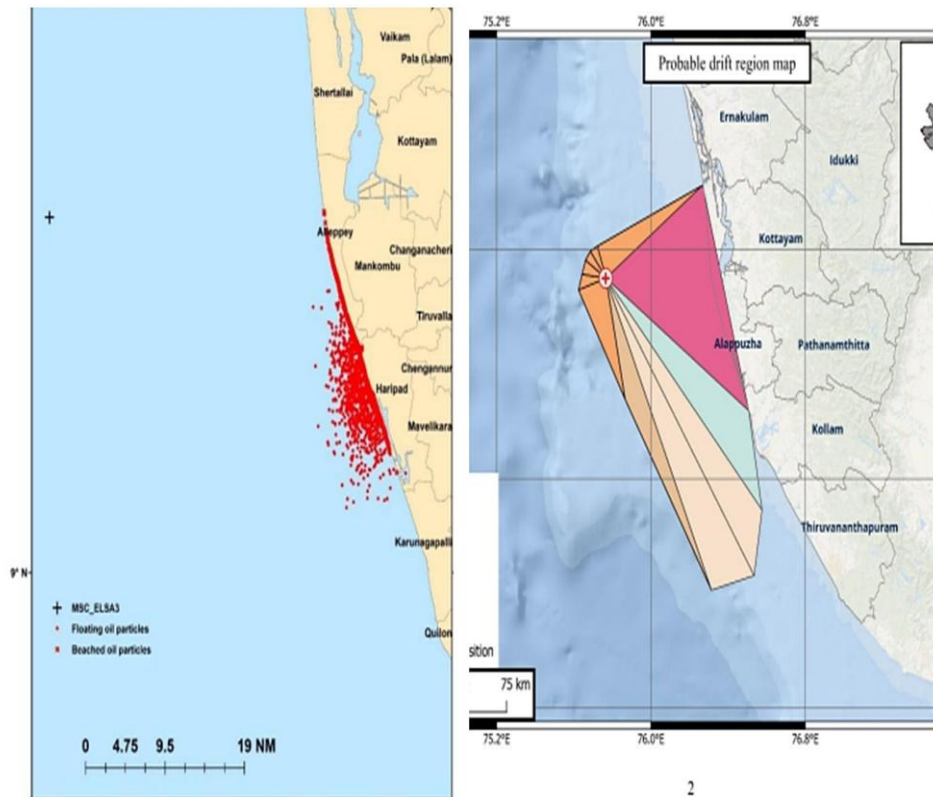 Vaikam
Pala (Lalam)
Shertallai
Kottayam
Alleppey
Changanacheri
Mankombu
Tiruvalla
Chengannur
Haripad
Mavelikara
Karunagapalli
9° N
MSC_ELSA3
Floating oil particles
Beached oil particles
Quilon
0 4.75 9.5 19 NM
75.2°E 76.0°E 76.8°E
Probable drift region map
Ernakulam
Idukki
Kottayam
Alappuzha
Pathanamthitta
Kollam
Thiruvananthapuram
sition
75 km
75.2°E 76.0°E 76.8°E
2